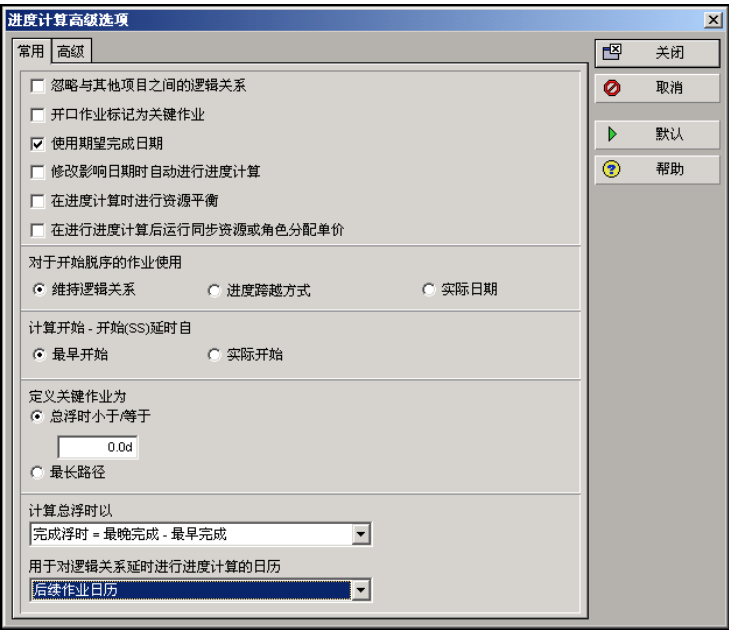 进度计算高级选项
常用 高级
忽略与其他项目之间的逻辑关系
开口作业标记为关键作业
使用期望完成日期
修改影响日期时自动进行进度计算
在进度计算时进行资源平衡
在进行进度计算后运行同步资源或角色分配单价
对于开始脱序的作业使用
维持逻辑关系 进度跨越方式 实际日期
计算开始 - 开始(SS)延时自
最早开始 实际开始
定义关键作业为
总浮时小于/等于
0.0d
最长路径
计算总浮时以
完成浮时 = 最晚完成 - 最早完成
用于对逻辑关系延时进行进度计算的日历
后续作业日历
关闭
取消
默认
帮助